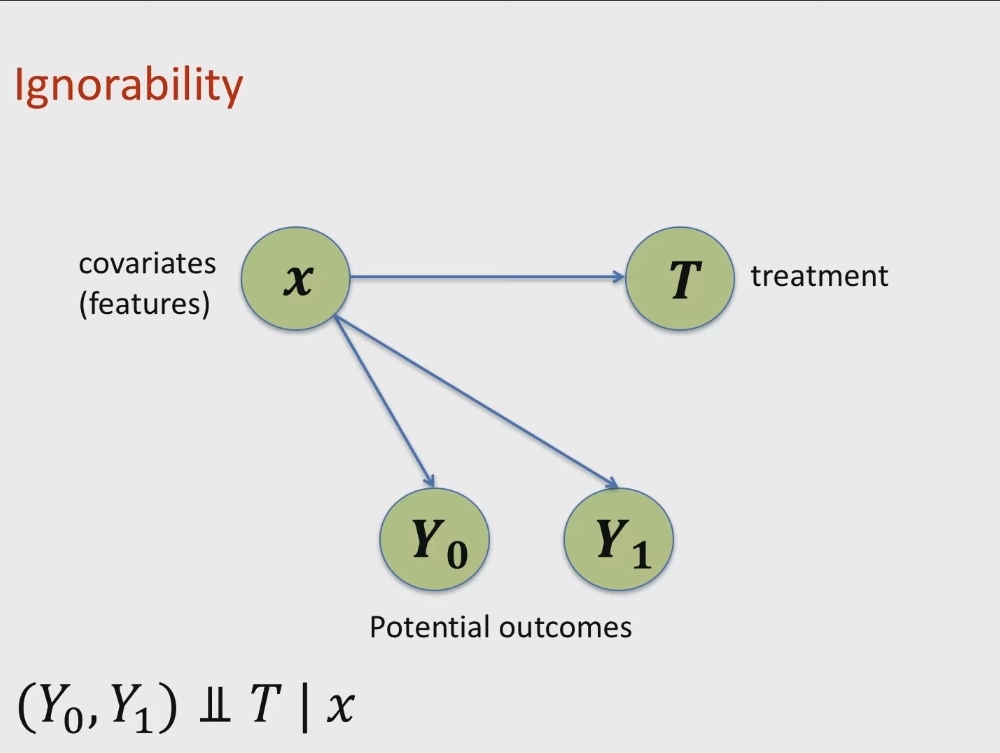 Ignorability
covariates
(features)
x
T
treatment
Y₀
Y₁
Potential outcomes
(Y₀, Y₁) ⫫ T | x